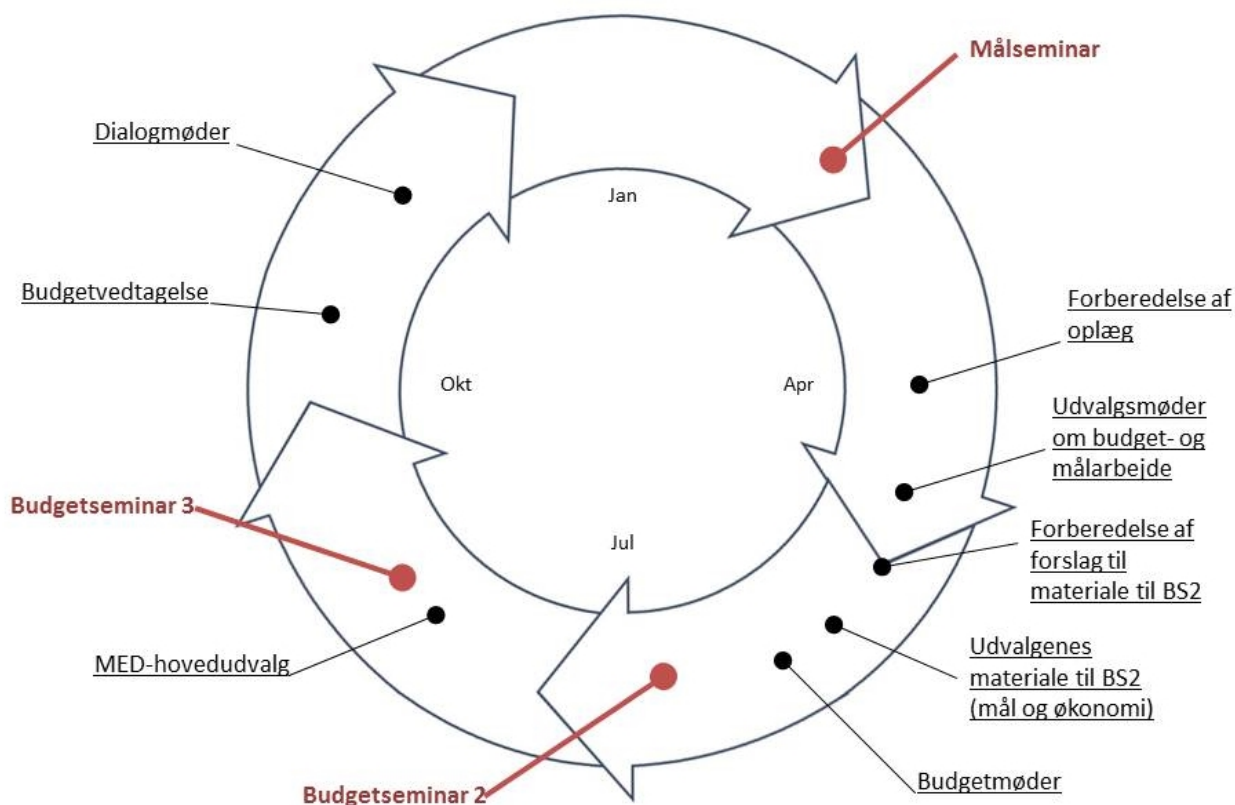 Målseminar
Dialogmøder
Jan
Budgetvedtagelse
Forberedelse af
oplæg
Okt
Apr
Udvalgsmøder
om budget- og
målarbejde
Budgetseminar 3
Jul
Forberedelse af
forslag til
materiale til BS2
MED-hovedudvalg
Udvalgenes
materiale til BS2
(mål og økonomi)
Budgetmøder
Budgetseminar 2